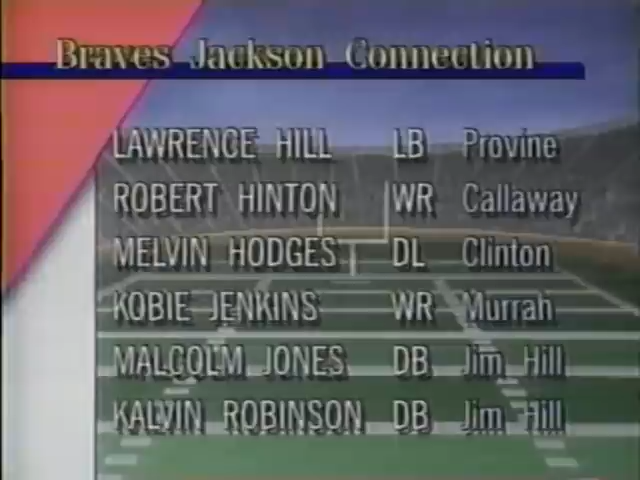 Braves Jackson Connection
LAWRENCE HILL LB Provine
ROBERT HINTON WR Callaway
MELVIN HODGES DL Clinton
KOBIE JENKINS WR Murrah
MALCOLM JONES DB Jim Hill
KALVIN ROBINSON DB Jim Hill